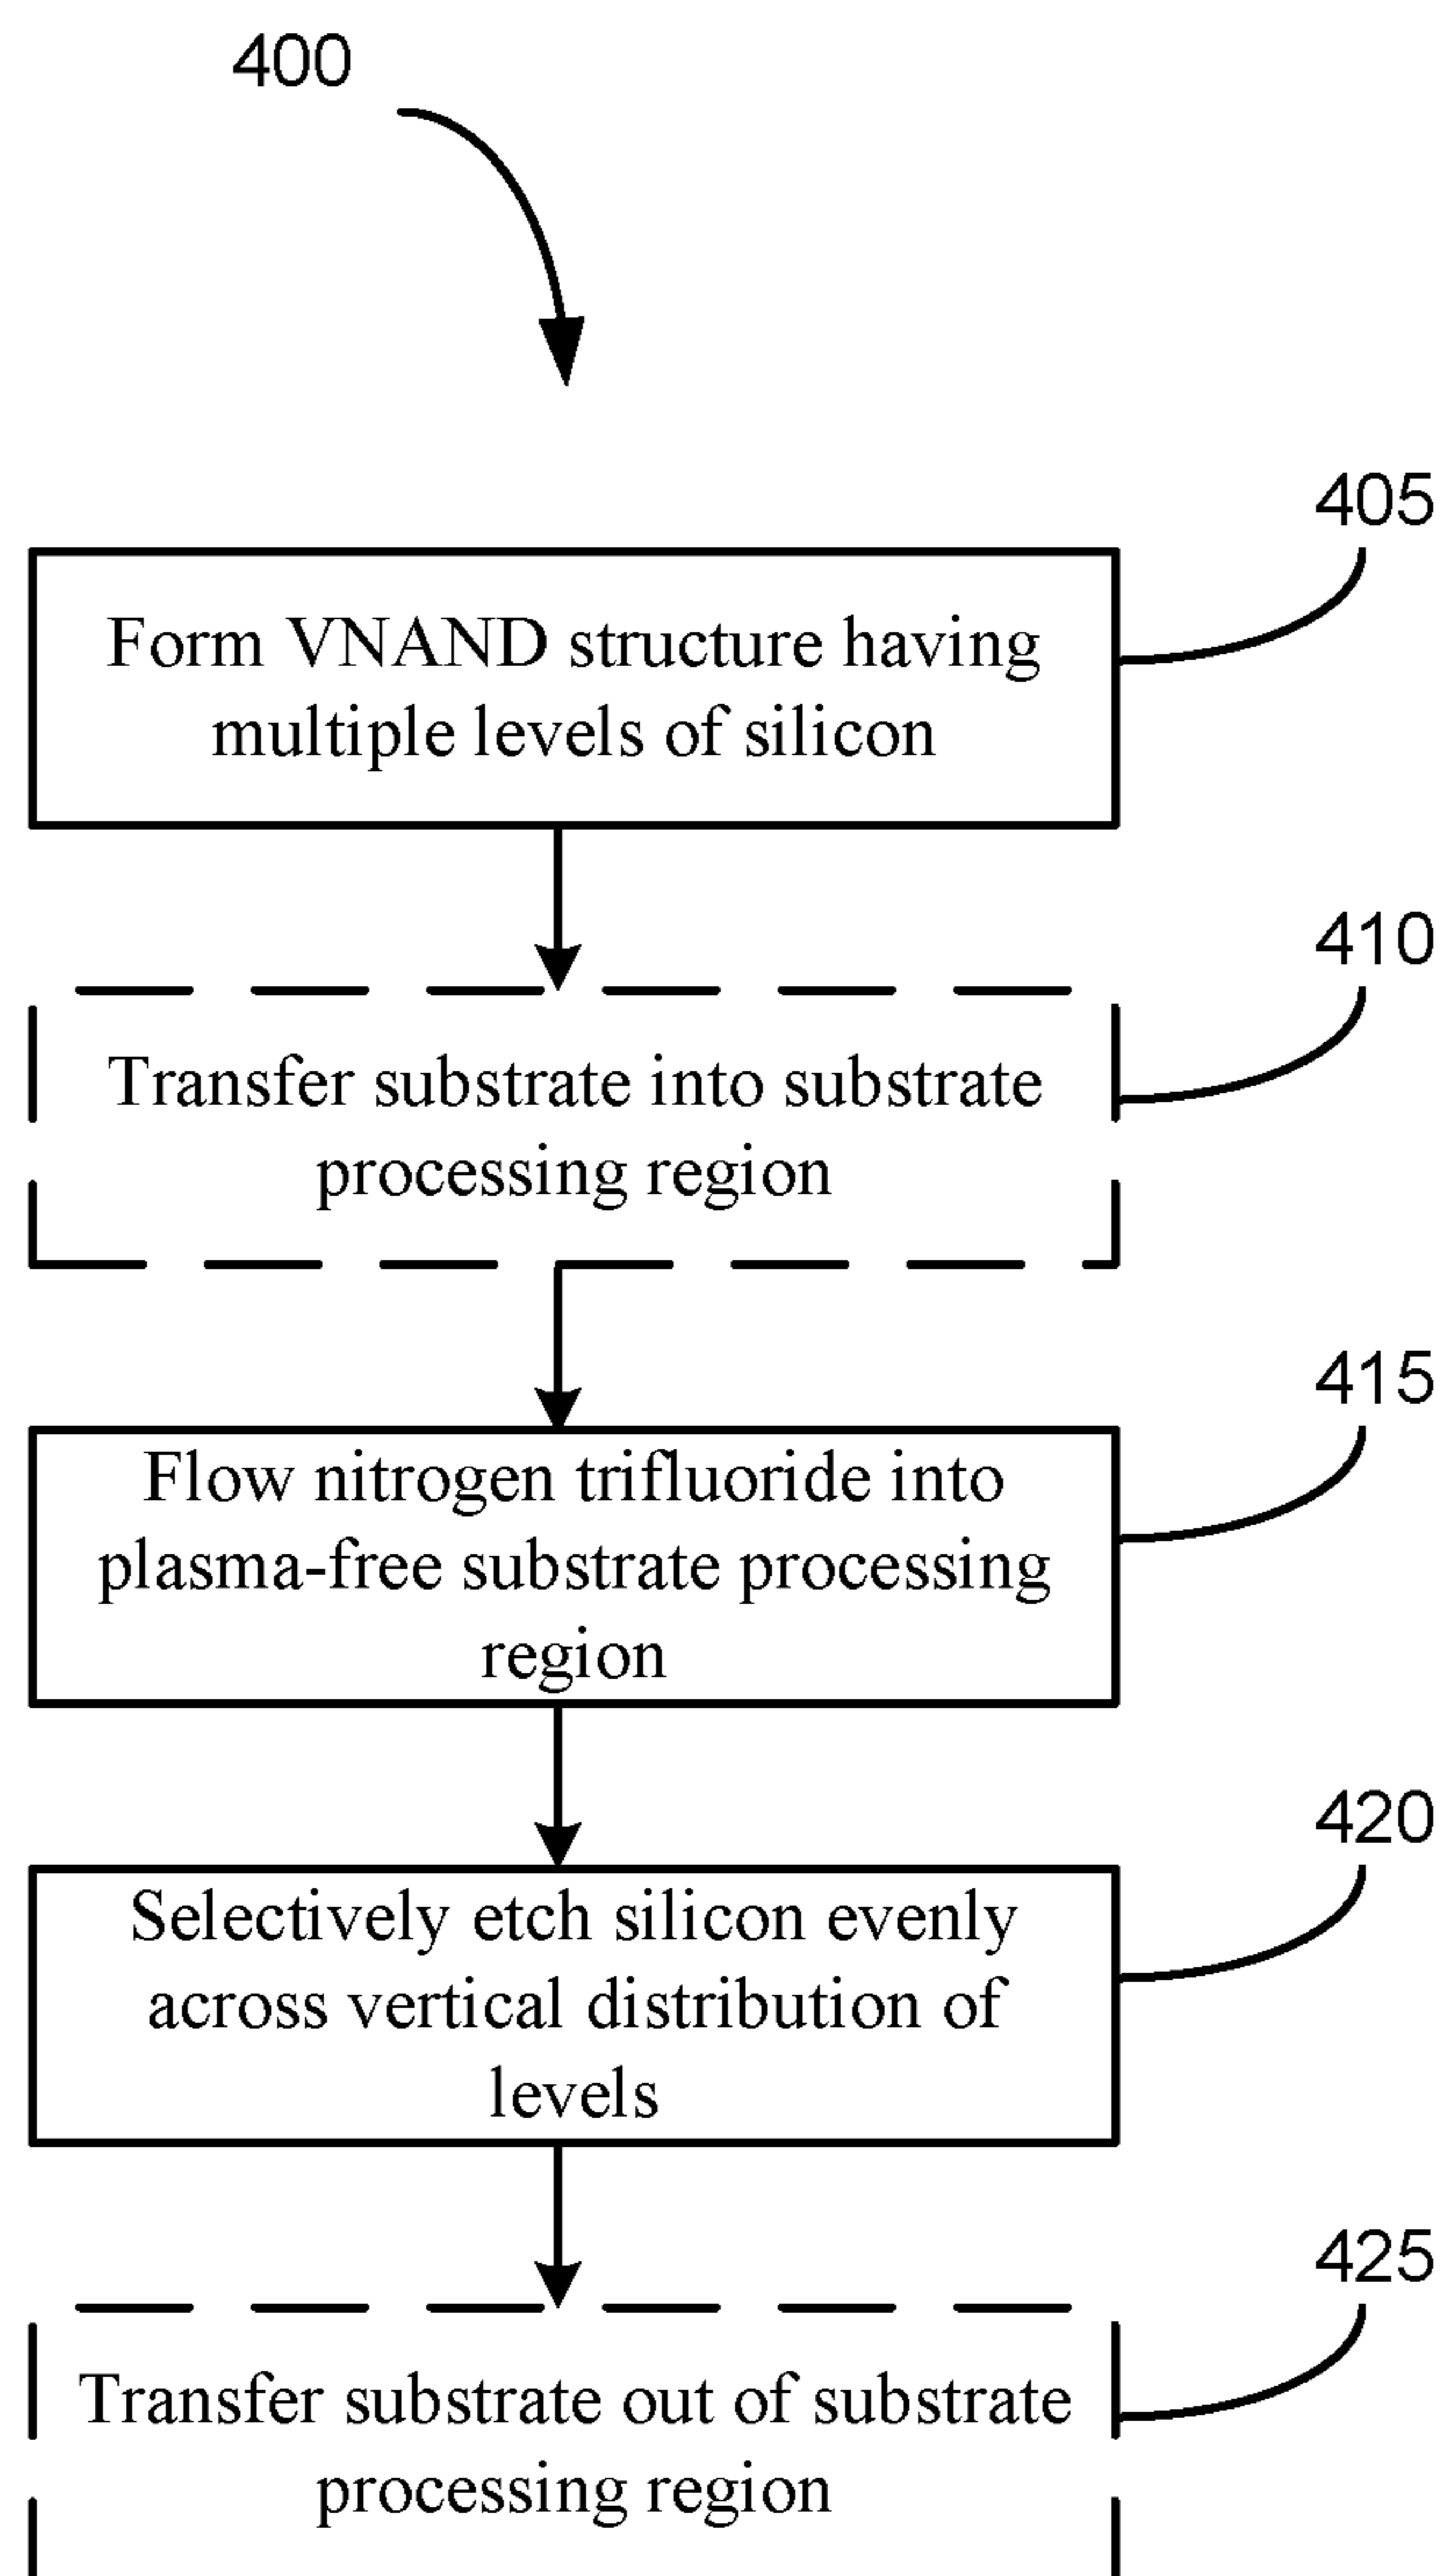 400
405
Form VNAND structure having
multiple levels of silicon
410
Transfer substrate into substrate
processing region
415
Flow nitrogen trifluoride into
plasma-free substrate processing
region
420
Selectively etch silicon evenly
across vertical distribution of
levels
425
Transfer substrate out of substrate
processing region